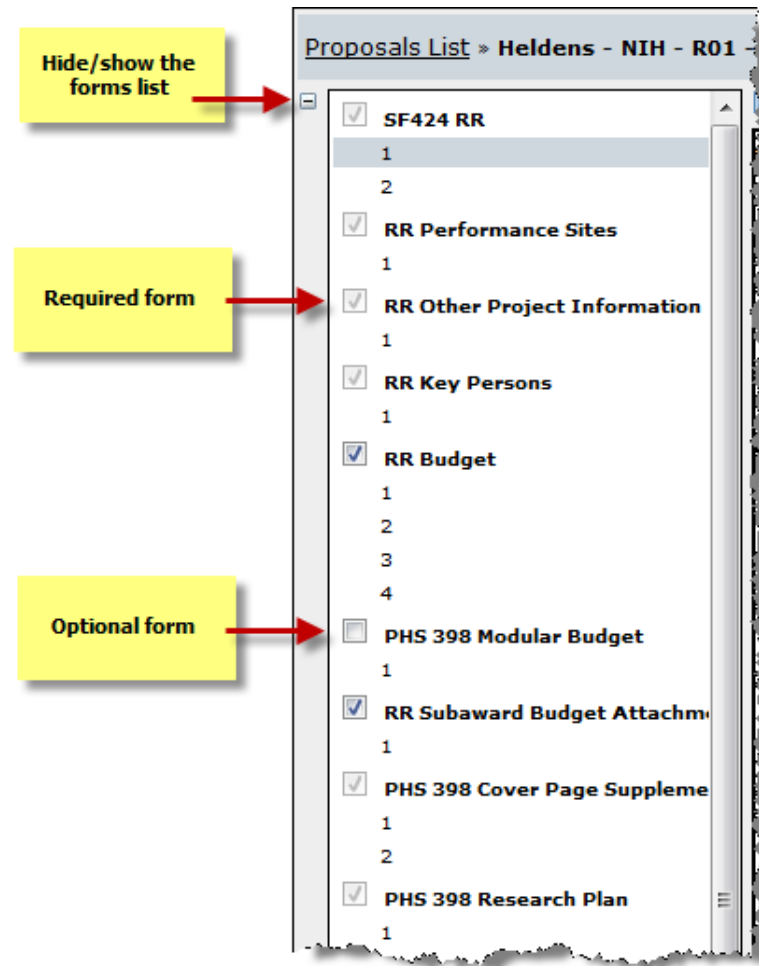 Proposals List » Heldens - NIH - R01 -
Hide/show the
forms list
SF424 RR
1
2
RR Performance Sites
1
Required form
RR Other Project Information
1
RR Key Persons
1
RR Budget
1
2
3
4
Optional form
PHS 398 Modular Budget
1
RR Subaward Budget Attachm
1
PHS 398 Cover Page Suppleme
1
2
PHS 398 Research Plan
1